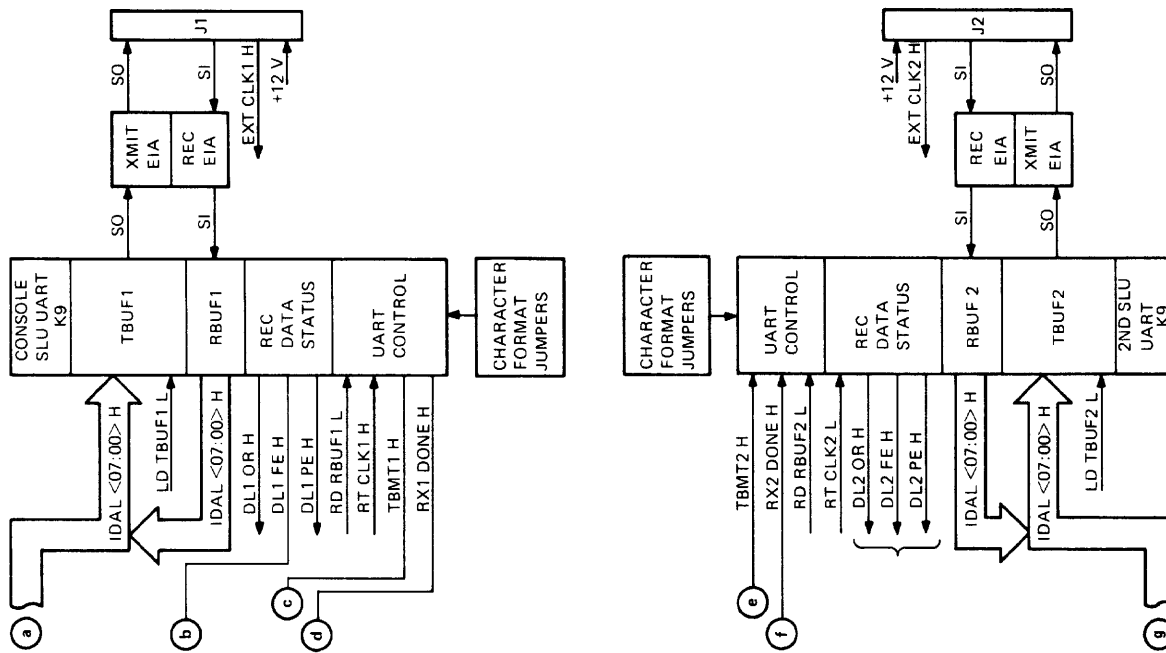 J1
SO
SI
EXT CLK1 H
+12 V
XMIT
EIA
REC
EIA
SO
SI
CONSOLE
SLU UART
K9
TBUF1
RBUF1
REC
DATA
STATUS
UART
CONTROL
CHARACTER
FORMAT
JUMPERS
IDAL <07:00> H
LD TBUF1 L
IDAL <07:00> H
DL1 OR H
DL1 FE H
DL1 PE H
RD RBUF1 L
RT CLK1 H
TBMT1 H
RX1 DONE H
a
b
c
d
J2
+12 V
EXT CLK2 H
SI
SO
REC
EIA
XMIT
EIA
SI
SO
CHARACTER
FORMAT
JUMPERS
UART
CONTROL
REC
DATA
STATUS
RBUF 2
TBUF2
2ND SLU
UART
K9
TBMT2 H
RX2 DONE H
RD RBUF2 L
RT CLK2 L
DL2 OR H
DL2 FE H
DL2 PE H
IDAL <07:00> H
IDAL <07:00> H
LD TBUF2 L
e
f
g